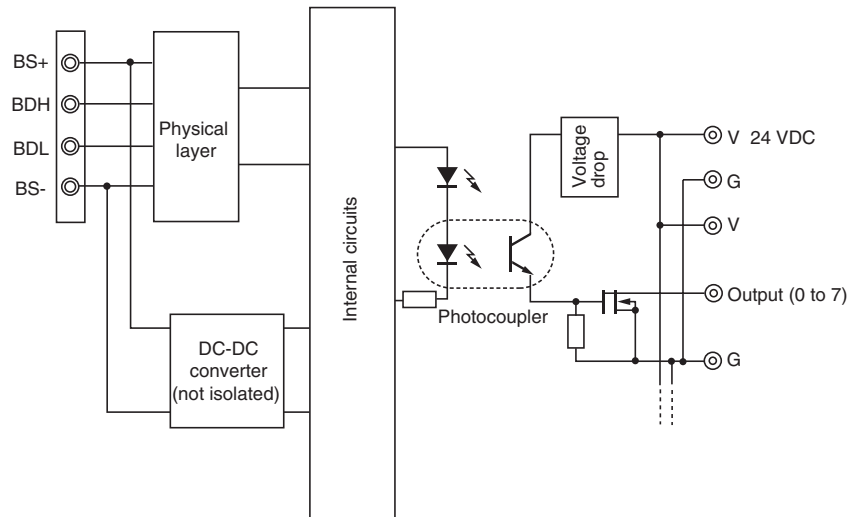 BS+
BDH
BDL
BS-
Physical
layer
DC-DC
converter
(not isolated)
Internal circuits
Photocoupler
Voltage
drop
V 24 VDC
G
V
Output (0 to 7)
G